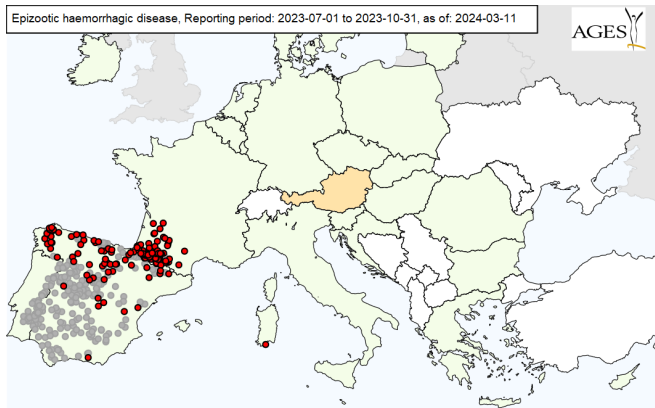 Epizootic haemorrhagic disease, Reporting period: 2023-07-01 to 2023-10-31, as of: 2024-03-11
AGES